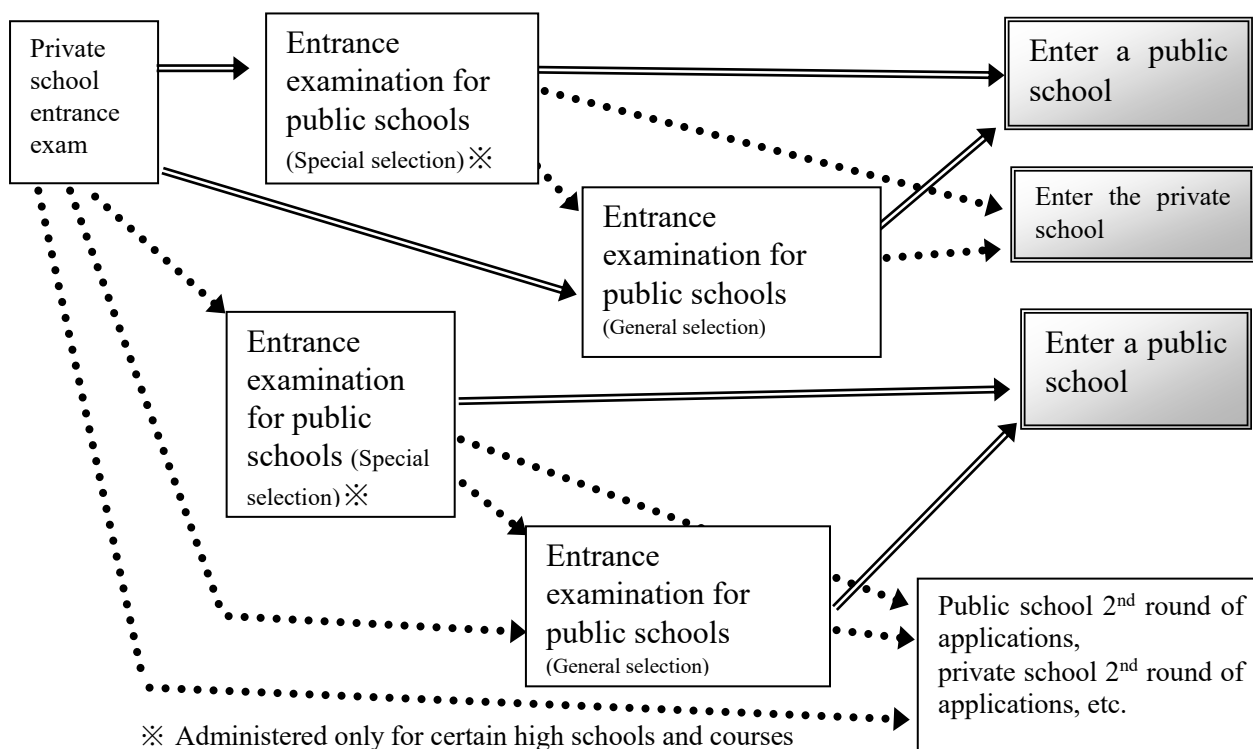 Private
school
entrance
exam
Entrance
examination for
public schools
(Special selection)※
Enter a public
school
Entrance
examination for
public schools
(General selection)
Enter the private
school
Entrance
examination
for public
schools (Special
selection)※
Enter a public
school
Entrance
examination for
public schools
(General selection)
Public school 2nd round of
applications,
private school 2nd round of
applications, etc.
※ Administered only for certain high schools and courses